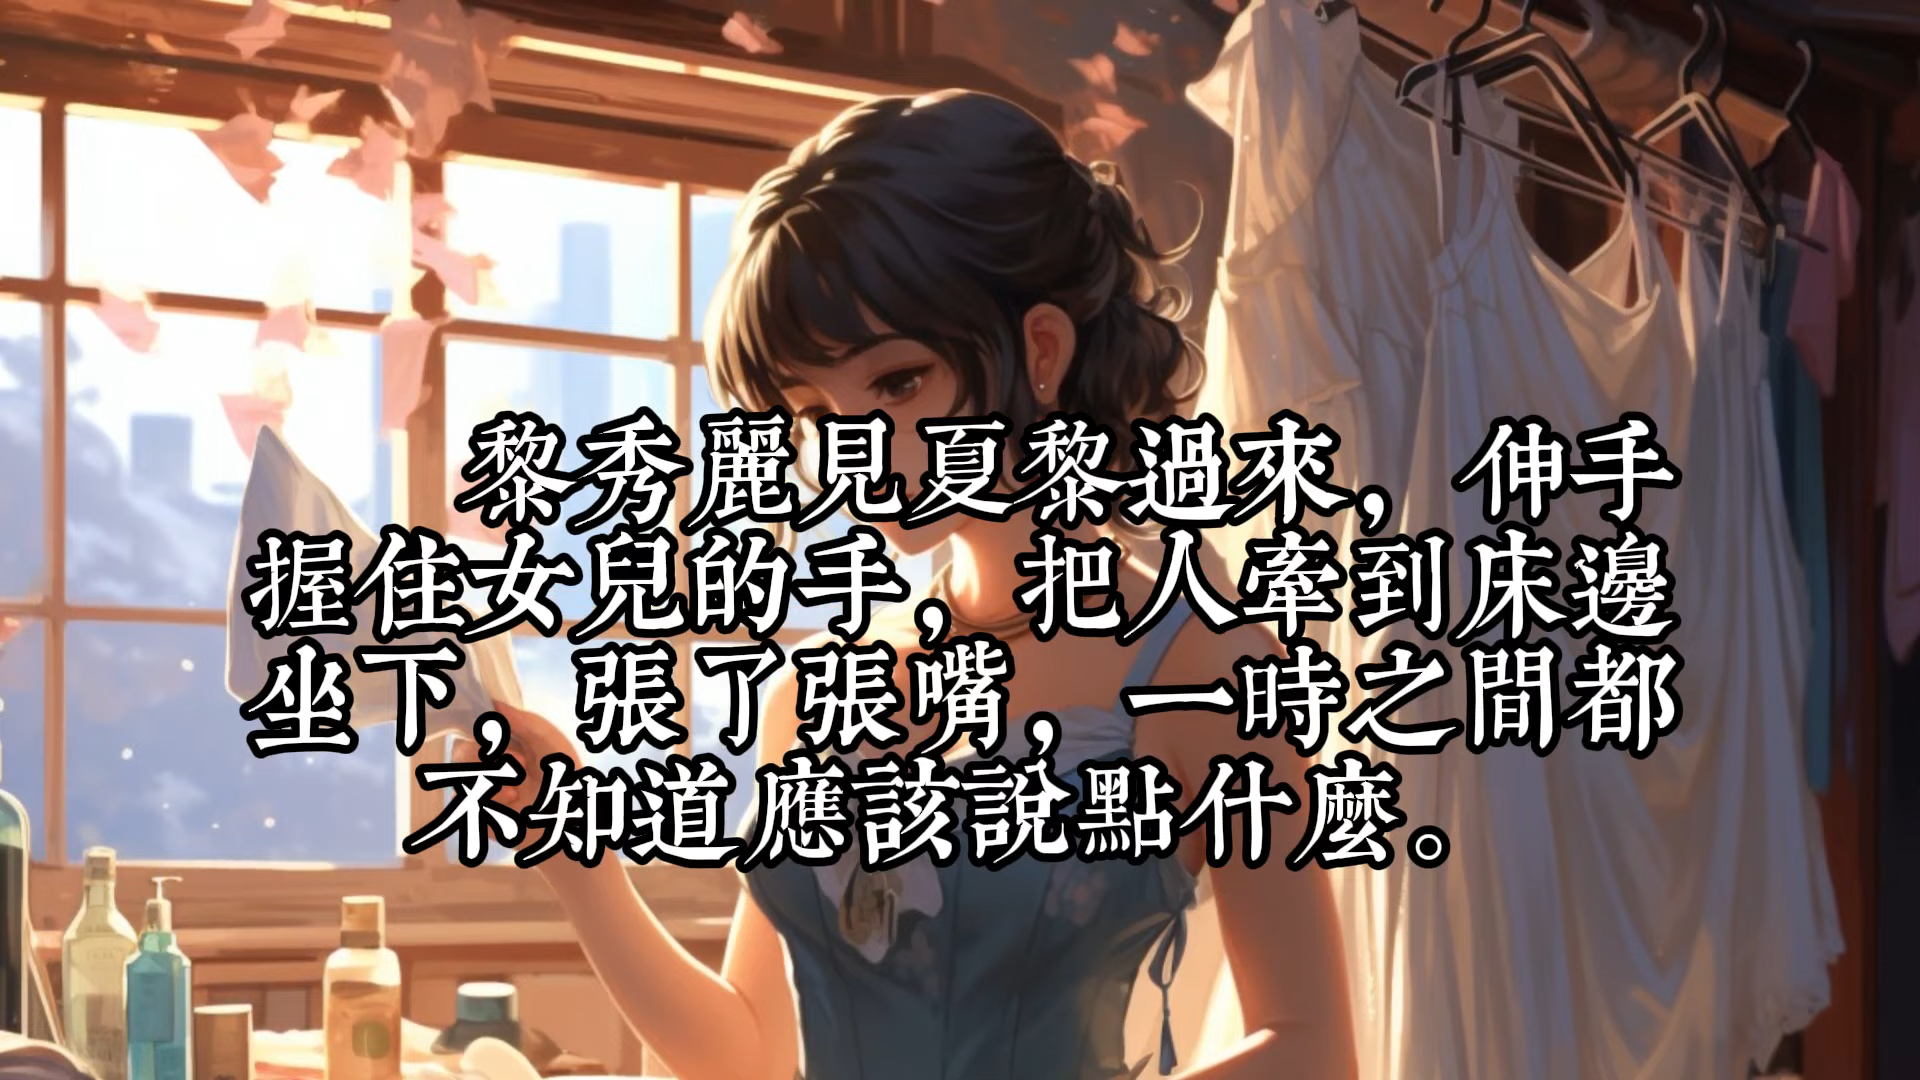 黎秀麗見夏黎過來，伸手
握住女兒的手，把人牽到床邊
坐下，張了張嘴，一時之間都
不知道應該說點什麼。